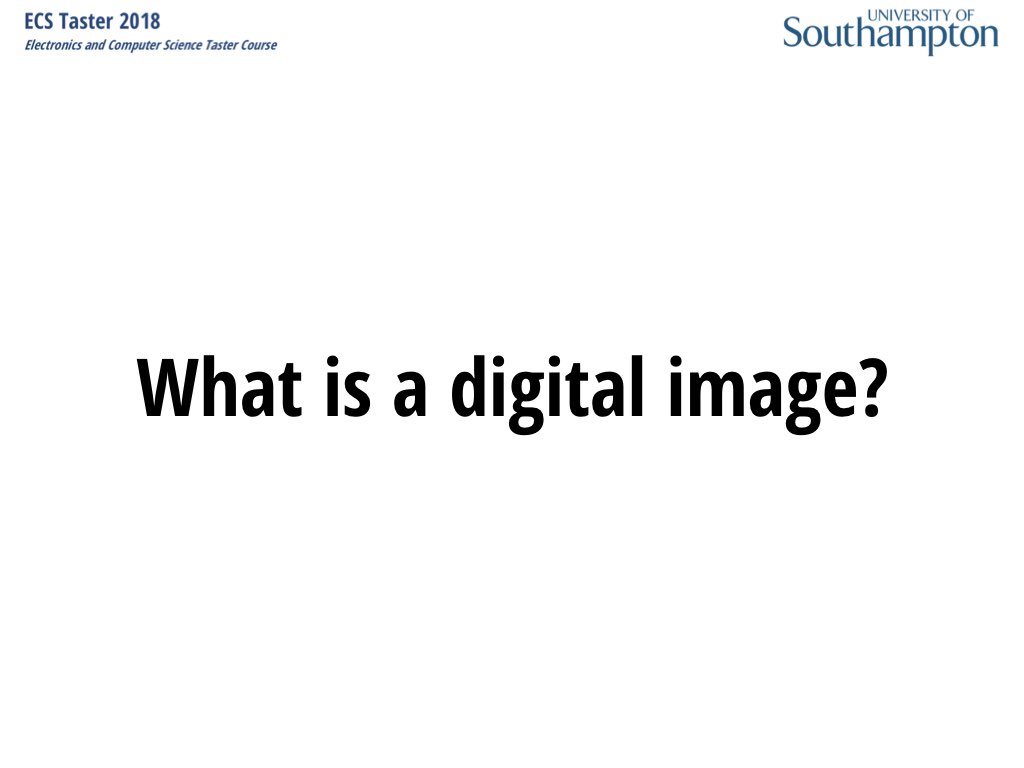 ECS Taster 2018
Electronics and Computer Science Taster Course
UNIVERSITY OF
Southampton
What is a digital image?